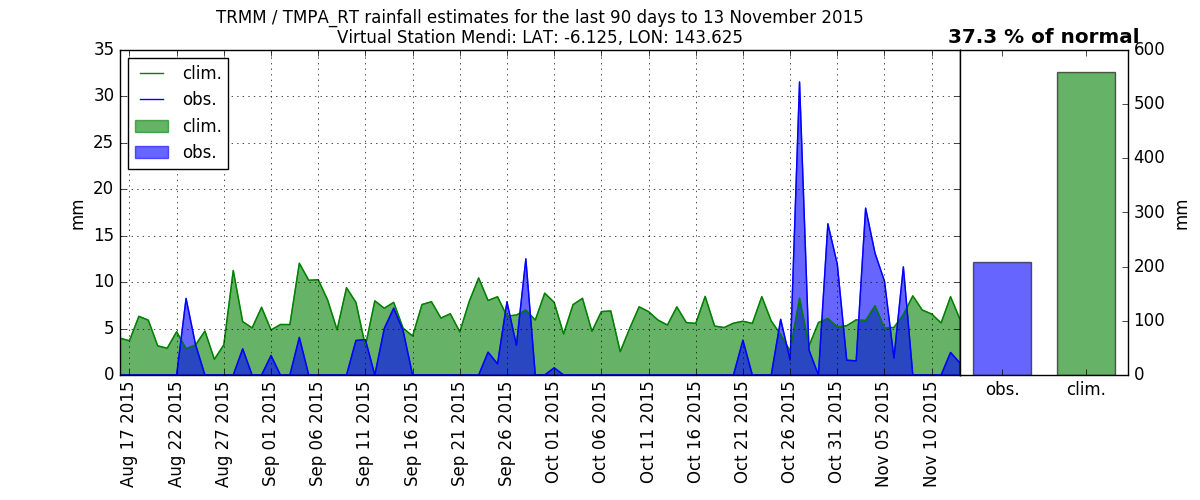 TRMM / TMPA_RT rainfall estimates for the last 90 days to 13 November 2015
Virtual Station Mendi: LAT: -6.125, LON: 143.625
37.3 % of normal
35
30
25
20
15
10
5
0
mm
clim.
obs.
clim.
obs.
600
500
400
300
200
100
0
mm
Aug 17 2015
Aug 22 2015
Aug 27 2015
Sep 01 2015
Sep 06 2015
Sep 11 2015
Sep 16 2015
Sep 21 2015
Sep 26 2015
Oct 01 2015
Oct 06 2015
Oct 11 2015
Oct 16 2015
Oct 21 2015
Oct 26 2015
Oct 31 2015
Nov 05 2015
Nov 10 2015
obs.
clim.